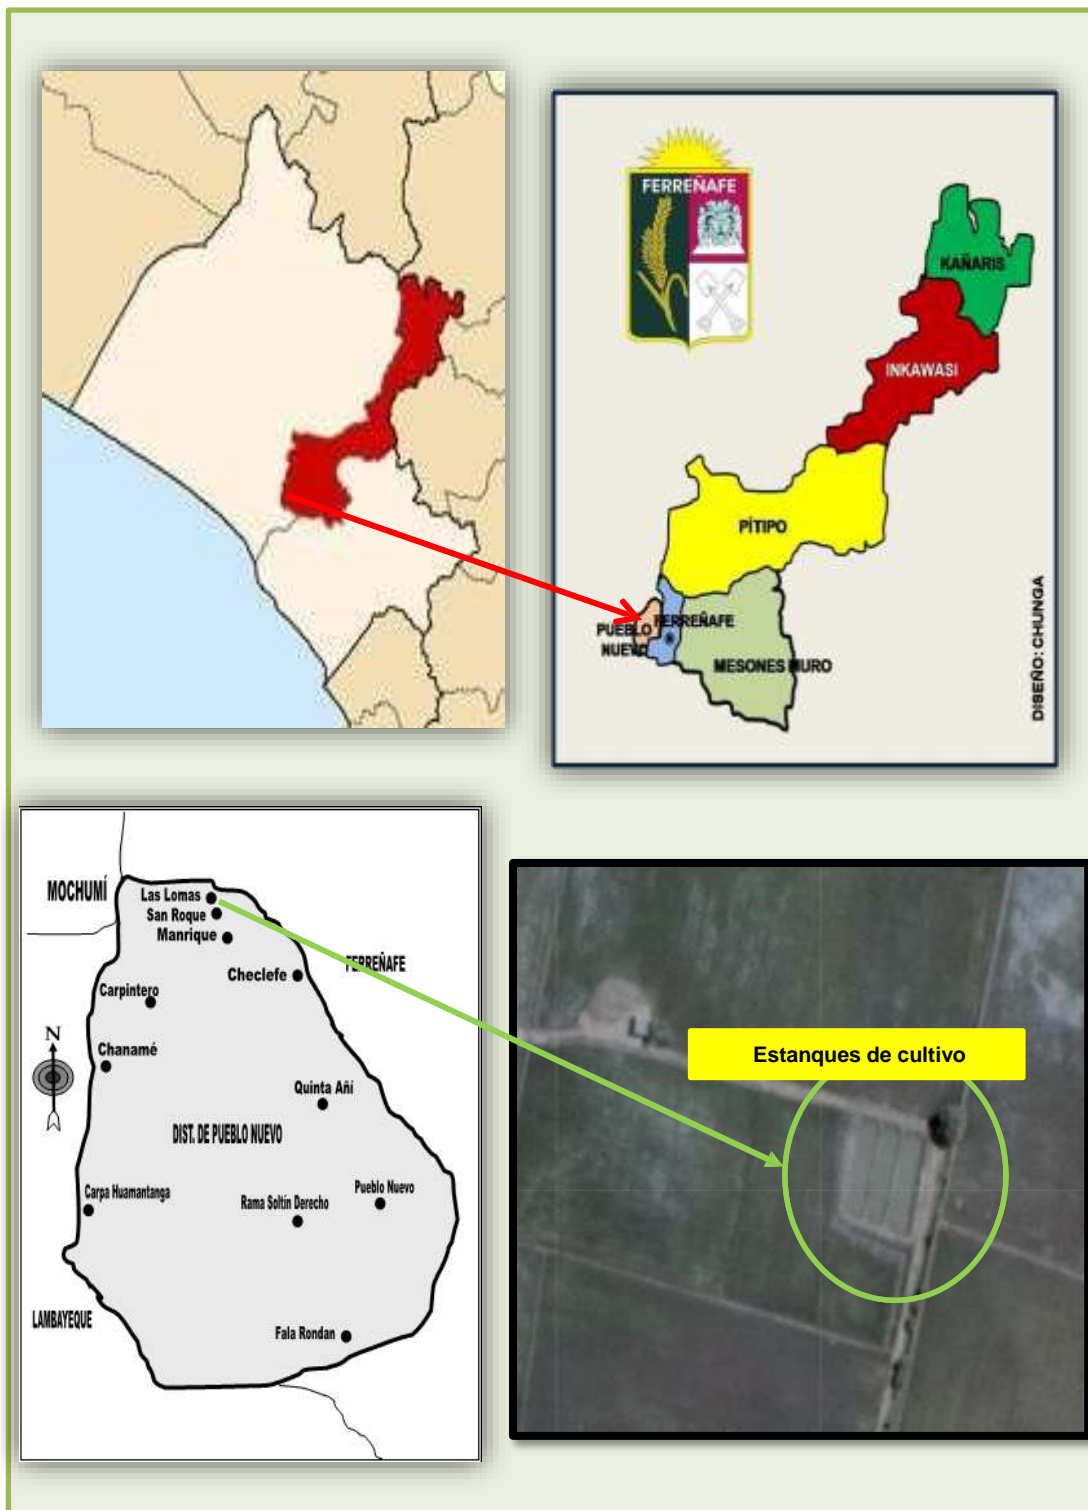 FERREÑAFE
KAÑARIS
INKAWASI
PÍTIPO
FERREÑAFE
PUEBLO
NUEVO
MESONES MURO
DISEÑO: CHUNGA
MOCHUMÍ
Las Lomas
San Roque
Manrique
FERREÑAFE
Checlefe
Carpintero
N
Chanamé
Quinta Añí
DIST. DE PUEBLO NUEVO
Carpa Huamantanga
Rama Soltín Derecho
Pueblo Nuevo
LAMBAYEQUE
Fala Rondan
Estanques de cultivo